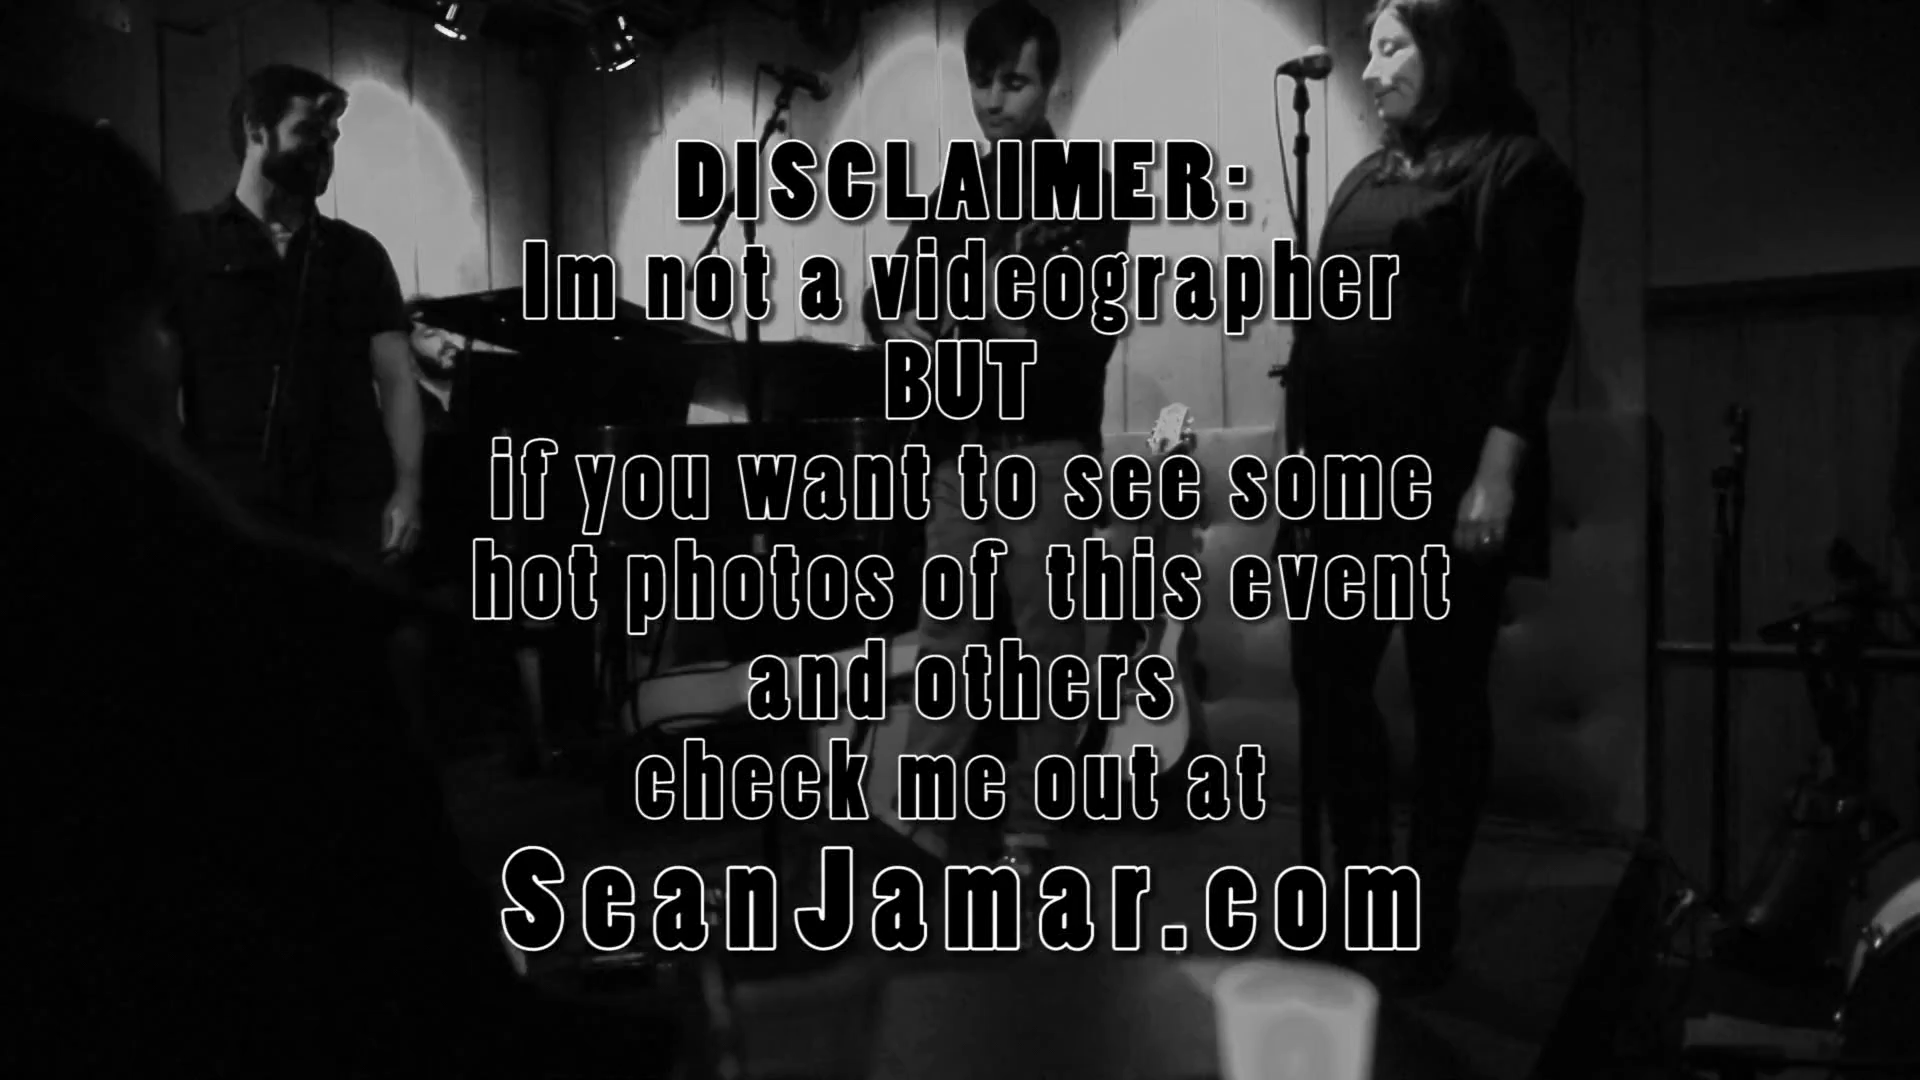 DISCLAIMER:
Im not a videographer
BUT
if you want to see some
hot photos of this event
and others
check me out at
SeanJamar.com